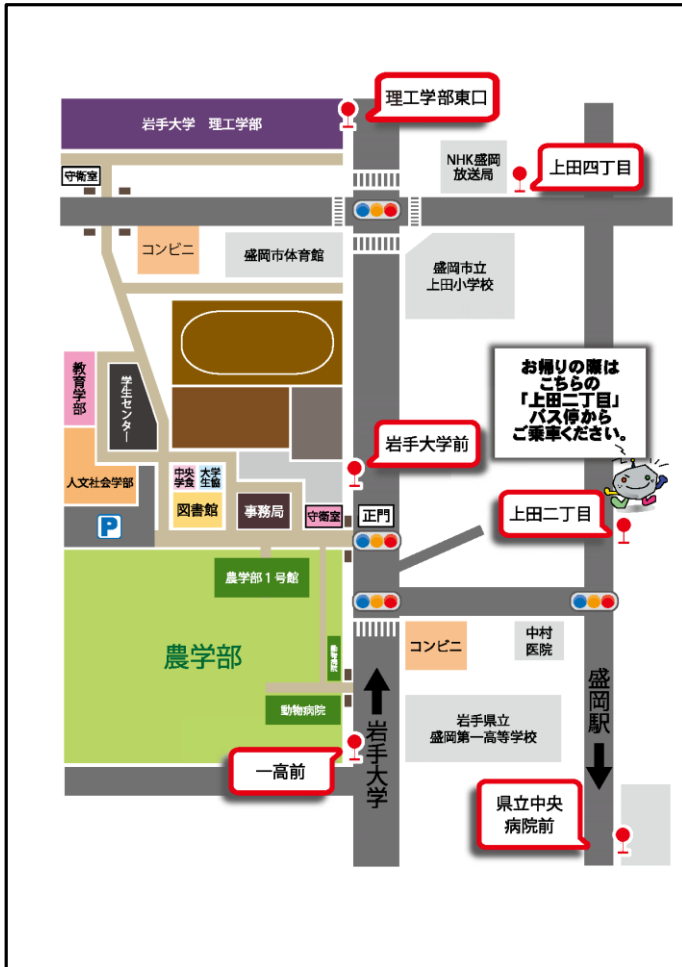 理工学部東口
岩手大学 理工学部
NHK盛岡
放送局
上田四丁目
守衛室
コンビニ
盛岡市体育館
盛岡市立
上田小学校
お帰りの際は
こちらの
「上田二丁目」
バス停から
ご乗車ください。
教育学部
学生センター
岩手大学前
人文社会学部
中央
学食
大学
生協
図書館
事務局
守衛室
正門
上田二丁目
P
農学部1号館
農学部
コンビニ
中村
医院
動物病院
岩手県立
盛岡第一高等学校
一高前
岩手大学
盛岡駅
県立中央
病院前